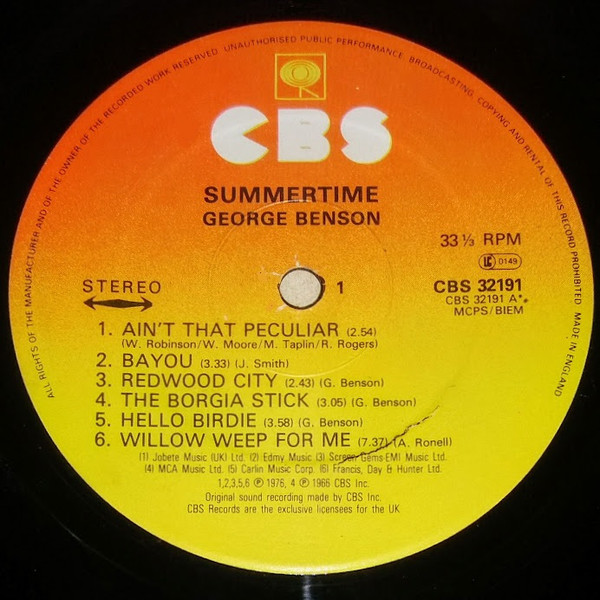 ALL RIGHTS OF THE MANUFACTURER AND OF THE OWNER OF THE RECORDED WORK RESERVED. UNAUTHORISED PUBLIC PERFORMANCE, BROADCASTING, COPYING AND RENTAL OF THIS RECORD PROHIBITED. MADE IN ENGLAND
CBS
SUMMERTIME
GEORGE BENSON
33⅓ RPM
LC 0149
STEREO
1
CBS 32191
CBS 32191 A*
MCPS/BIEM
1. AIN'T THAT PECULIAR (2.54)
(W. Robinson/W. Moore/M. Taplin/R. Rogers)
2. BAYOU (3.33) (J. Smith)
3. REDWOOD CITY (2.43) (G. Benson)
4. THE BORGIA STICK (3.05) (G. Benson)
5. HELLO BIRDIE (3.58) (G. Benson)
6. WILLOW WEEP FOR ME (7.37) (A. Ronell)
(1) Jobete Music (UK) Ltd. (2) Edmy Music (3) Screen Gems-EMI Music Ltd.
(4) MCA Music Ltd. (5) Carlin Music Corp. (6) Francis, Day & Hunter Ltd.
1,2,3,5,6 ℗ 1976, 4 ℗ 1966 CBS Inc.
Original sound recording made by CBS Inc.
CBS Records are the exclusive licensees for the UK